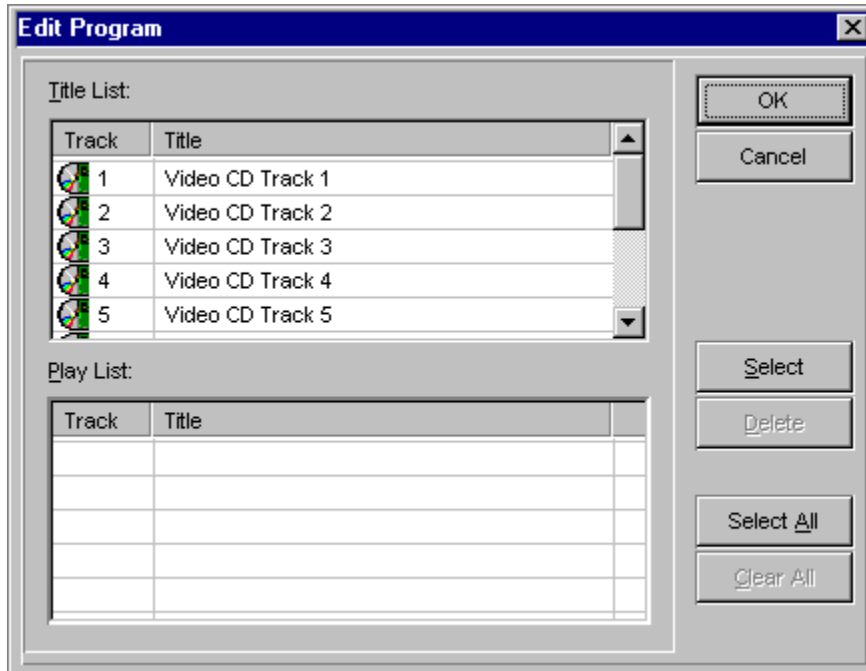 Edit Program
Title List:
Track Title
1 Video CD Track 1
2 Video CD Track 2
3 Video CD Track 3
4 Video CD Track 4
5 Video CD Track 5
Play List:
Track Title
OK
Cancel
Select
Delete
Select All
Clear All